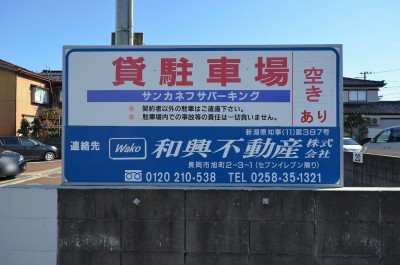 貸駐車場
空きあり
サンカネフサパーキング
※ 契約者以外の駐車はご遠慮下さい。
※ 駐車場内での事故等の責任は一切負いません。
新潟県知事(11)第387号
連絡先 Wako 和興不動産株式会社
長岡市旭町2-3-1(セブンイレブン隣り)
0120 210-538 TEL 0258-35-1321
20